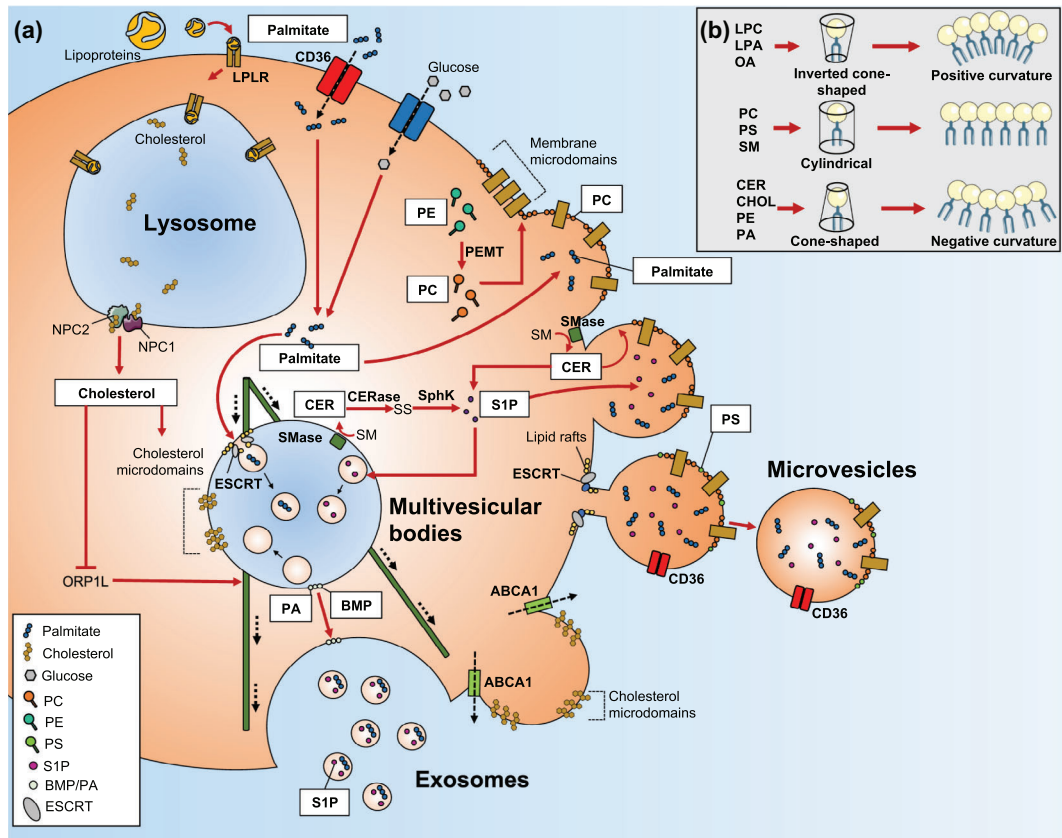 (a)
Lipoproteins
Palmitate
CD36
LPLR
Glucose
Cholesterol
Lysosome
Membrane
microdomains
PE
PC
PEMT
PC
Palmitate
NPC2
NPC1
Palmitate
SM
SMase
CER
Cholesterol
CER
CERase
SS
SphK
S1P
SMase
SM
PS
Cholesterol
microdomains
ESCRT
Lipid rafts
ESCRT
Multivesicular
bodies
Microvesicles
CD36
CD36
ORP1L
PA
BMP
ABCA1
ABCA1
Cholesterol
microdomains
Exosomes
S1P
Palmitate
Cholesterol
Glucose
PC
PE
PS
S1P
BMP/PA
ESCRT
(b)
LPC
LPA
OA
Inverted cone-
shaped
Positive curvature
PC
PS
SM
Cylindrical
CER
CHOL
PE
PA
Cone-shaped
Negative curvature